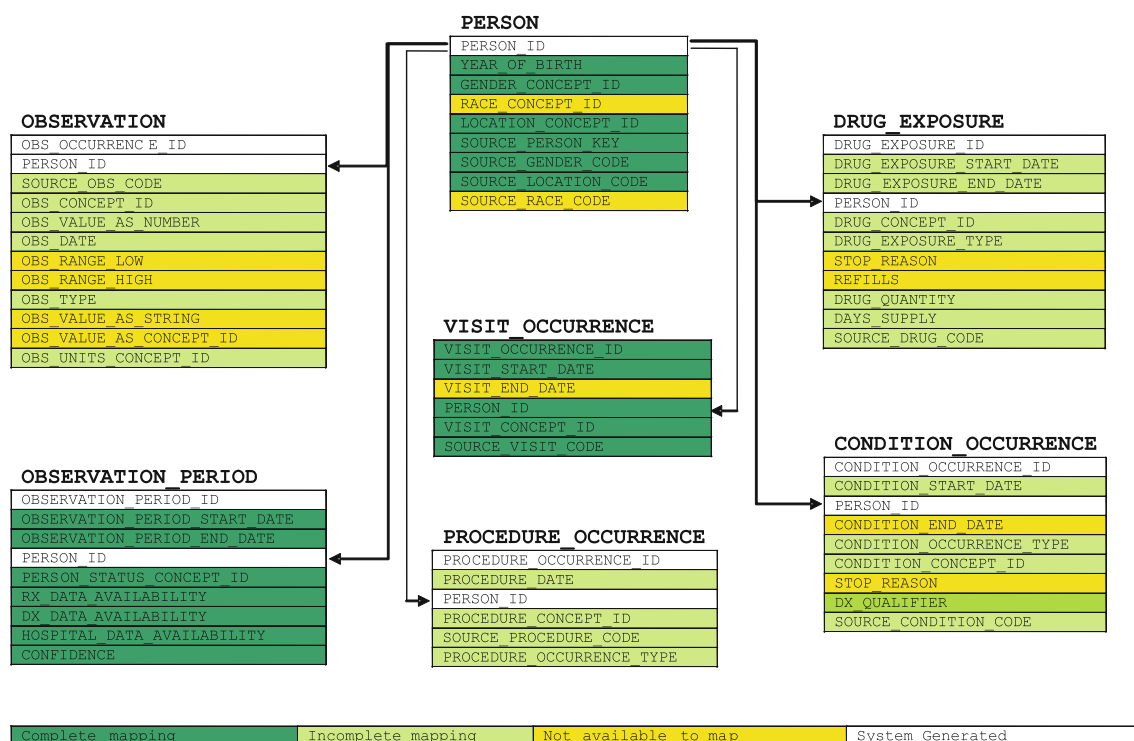 PERSON
PERSON_ID
YEAR_OF_BIRTH
GENDER_CONCEPT_ID
RACE_CONCEPT_ID
LOCATION_CONCEPT_ID
SOURCE_PERSON_KEY
SOURCE_GENDER_CODE
SOURCE_LOCATION_CODE
SOURCE_RACE_CODE
OBSERVATION
OBS_OCCURRENCE_ID
PERSON_ID
SOURCE_OBS_CODE
OBS_CONCEPT_ID
OBS_VALUE_AS_NUMBER
OBS_DATE
OBS_RANGE_LOW
OBS_RANGE_HIGH
OBS_TYPE
OBS_VALUE_AS_STRING
OBS_VALUE_AS_CONCEPT_ID
OBS_UNITS_CONCEPT_ID
DRUG_EXPOSURE
DRUG_EXPOSURE_ID
DRUG_EXPOSURE_START_DATE
DRUG_EXPOSURE_END_DATE
PERSON_ID
DRUG_CONCEPT_ID
DRUG_EXPOSURE_TYPE
STOP_REASON
REFILLS
DRUG_QUANTITY
DAYS_SUPPLY
SOURCE_DRUG_CODE
VISIT_OCCURRENCE
VISIT_OCCURRENCE_ID
VISIT_START_DATE
VISIT_END_DATE
PERSON_ID
VISIT_CONCEPT_ID
SOURCE_VISIT_CODE
OBSERVATION_PERIOD
OBSERVATION_PERIOD_ID
OBSERVATION_PERIOD_START_DATE
OBSERVATION_PERIOD_END_DATE
PERSON_ID
PERSON_STATUS_CONCEPT_ID
RX_DATA_AVAILABILITY
DX_DATA_AVAILABILITY
HOSPITAL_DATA_AVAILABILITY
CONFIDENCE
PROCEDURE_OCCURRENCE
PROCEDURE_OCCURRENCE_ID
PROCEDURE_DATE
PERSON_ID
PROCEDURE_CONCEPT_ID
SOURCE_PROCEDURE_CODE
PROCEDURE_OCCURRENCE_TYPE
CONDITION_OCCURRENCE
CONDITION_OCCURRENCE_ID
CONDITION_START_DATE
PERSON_ID
CONDITION_END_DATE
CONDITION_OCCURRENCE_TYPE
CONDITION_CONCEPT_ID
STOP_REASON
DX_QUALIFIER
SOURCE_CONDITION_CODE
Complete mapping
Incomplete mapping
Not available to map
System Generated